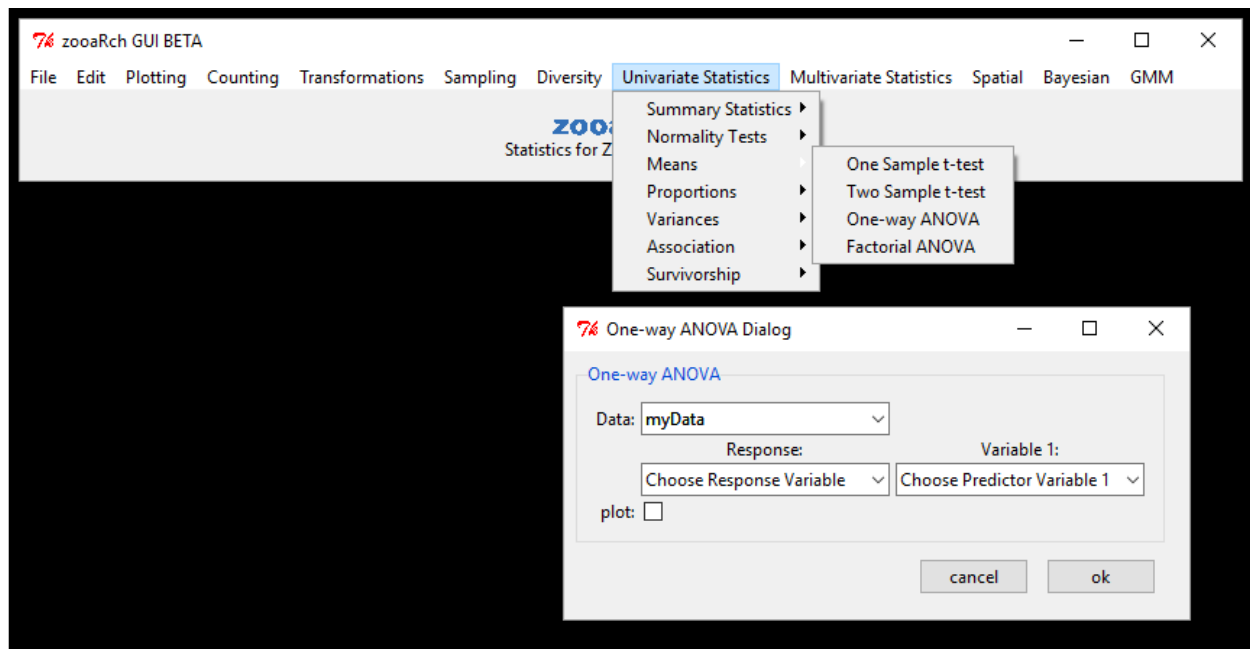 zooaRch GUI BETA
File Edit Plotting Counting Transformations Sampling Diversity Univariate Statistics Multivariate Statistics Spatial Bayesian GMM
zooa
Statistics for Z
Summary Statistics
Normality Tests
Means
Proportions
Variances
Association
Survivorship
One Sample t-test
Two Sample t-test
One-way ANOVA
Factorial ANOVA
One-way ANOVA Dialog
One-way ANOVA
Data: myData
Response: Variable 1:
Choose Response Variable Choose Predictor Variable 1
plot:
cancel ok